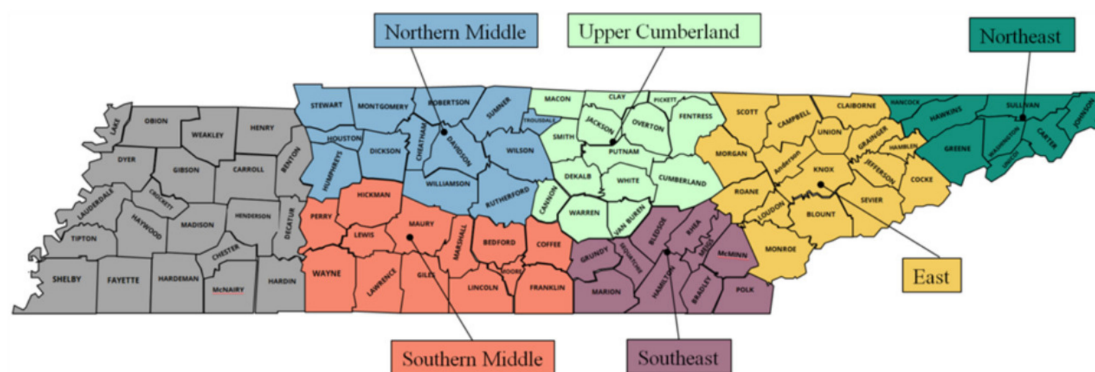 Northern Middle
Upper Cumberland
Northeast
LAKE
OBION
WEAKLEY
HENRY
STEWART
MONTGOMERY
ROBERTSON
SUMNER
MACON
CLAY
PICKETT
FENTRESS
SCOTT
CAMPBELL
CLAIBORNE
HANCOCK
HAWKINS
SULLIVAN
JOHNSON
TROUSDALE
JACKSON
OVERTON
HOUSTON
DICKSON
CHEATHAM
DAVIDSON
WILSON
SMITH
PUTNAM
MORGAN
Anderson
UNION
GRAINGER
HAMBLEN
GREENE
WASHINGTON
UNICOI
CARTER
DYER
GIBSON
CARROLL
BENTON
HUMPHREYS
WILLIAMSON
RUTHERFORD
CANNON
DEKALB
WHITE
CUMBERLAND
ROANE
KNOX
JEFFERSON
COCKE
LAUDERDALE
CROCKETT
HICKMAN
LOUDON
BLOUNT
SEVIER
HAYWOOD
MADISON
HENDERSON
DECATUR
PERRY
LEWIS
MAURY
MARSHALL
BEDFORD
COFFEE
WARREN
VAN BUREN
BLEDSOE
RHEA
MEIGS
McMINN
MONROE
TIPTON
CHESTER
GRUNDY
SEQUATCHIE
SHELBY
FAYETTE
HARDEMAN
McNAIRY
HARDIN
WAYNE
LAWRENCE
GILES
LINCOLN
MOORE
FRANKLIN
MARION
HAMILTON
BRADLEY
POLK
East
Southern Middle
Southeast